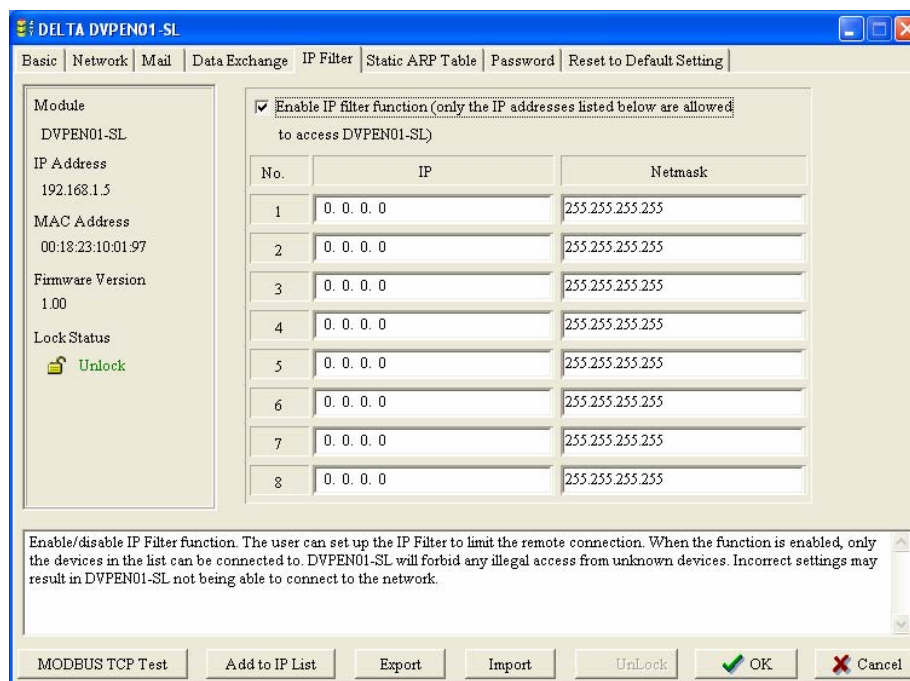 DELTA DVPEN01-SL
Basic Network Mail Data Exchange IP Filter Static ARP Table Password Reset to Default Setting
Module
DVPEN01-SL
IP Address
192.168.1.5
MAC Address
00:18:23:10:01:97
Firmware Version
1.00
Lock Status
Unlock
Enable IP filter function (only the IP addresses listed below are allowed
to access DVPEN01-SL)
No. IP Netmask
1 0. 0. 0. 0 255.255.255.255
2 0. 0. 0. 0 255.255.255.255
3 0. 0. 0. 0 255.255.255.255
4 0. 0. 0. 0 255.255.255.255
5 0. 0. 0. 0 255.255.255.255
6 0. 0. 0. 0 255.255.255.255
7 0. 0. 0. 0 255.255.255.255
8 0. 0. 0. 0 255.255.255.255
Enable/disable IP Filter function. The user can set up the IP Filter to limit the remote connection. When the function is enabled, only
the devices in the list can be connected to. DVPEN01-SL will forbid any illegal access from unknown devices. Incorrect settings may
result in DVPEN01-SL not being able to connect to the network.
MODBUS TCP Test Add to IP List Export Import UnLock OK Cancel